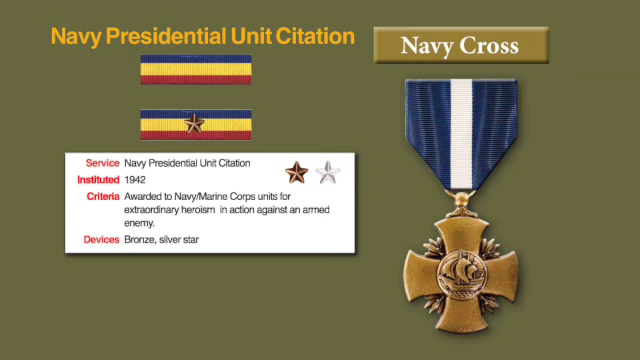 Navy Presidential Unit Citation
Navy Cross
Service Navy Presidential Unit Citation
Instituted 1942
Criteria Awarded to Navy/Marine Corps units for
extraordinary heroism in action against an armed
enemy.
Devices Bronze, silver star